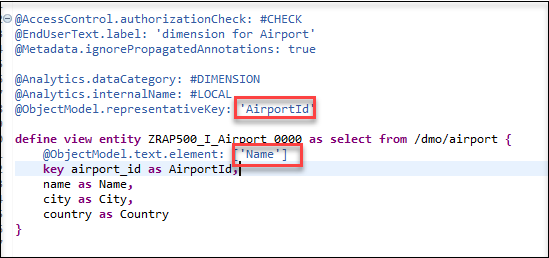 @AccessControl.authorizationCheck: #CHECK
@EndUserText.label: 'dimension for Airport'
@Metadata.ignorePropagatedAnnotations: true
@Analytics.dataCategory: #DIMENSION
@Analytics.internalName: #LOCAL
@ObjectModel.representativeKey: 'AirportId'
define view entity ZRAP500_I_Airport_0000 as select from /dmo/airport {
@ObjectModel.text.element: ['Name']
key airport_id as AirportId,
name as Name,
city as City,
country as Country
}